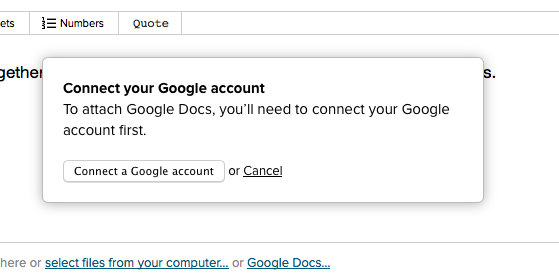 ets Numbers Quote
gether s.
Connect your Google account
To attach Google Docs, you'll need to connect your Google
account first.
Connect a Google account or Cancel
here or select files from your computer... or Google Docs...